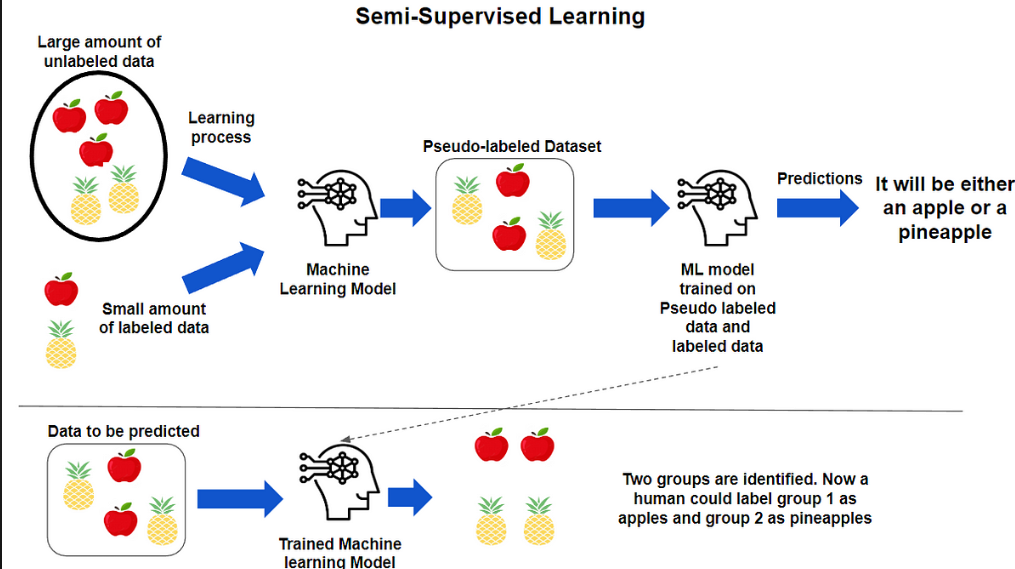 Semi-Supervised Learning
Large amount of
unlabeled data
Learning
process
Small amount
of labeled data
Machine
Learning Model
Pseudo-labeled Dataset
ML model
trained on
Pseudo labeled
data and
labeled data
Predictions
It will be either
an apple or a
pineapple
Data to be predicted
Trained Machine
learning Model
Two groups are identified. Now a
human could label group 1 as
apples and group 2 as pineapples